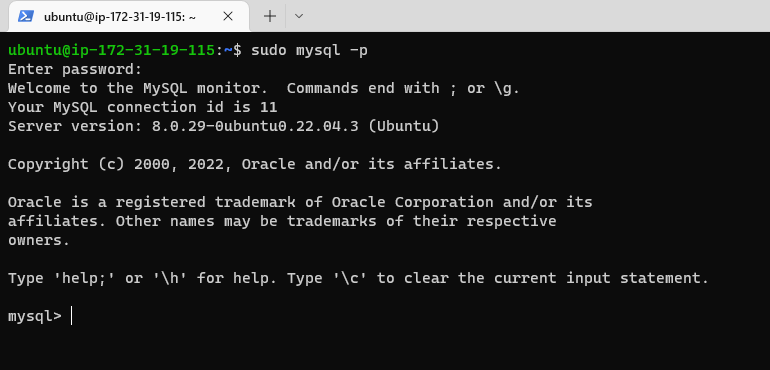 ubuntu@ip-172-31-19-115: ~
ubuntu@ip-172-31-19-115:~$ sudo mysql -p
Enter password:
Welcome to the MySQL monitor.  Commands end with ; or \g.
Your MySQL connection id is 11
Server version: 8.0.29-0ubuntu0.22.04.3 (Ubuntu)
Copyright (c) 2000, 2022, Oracle and/or its affiliates.
Oracle is a registered trademark of Oracle Corporation and/or its
affiliates. Other names may be trademarks of their respective
owners.
Type 'help;' or '\h' for help. Type '\c' to clear the current input statement.
mysql>